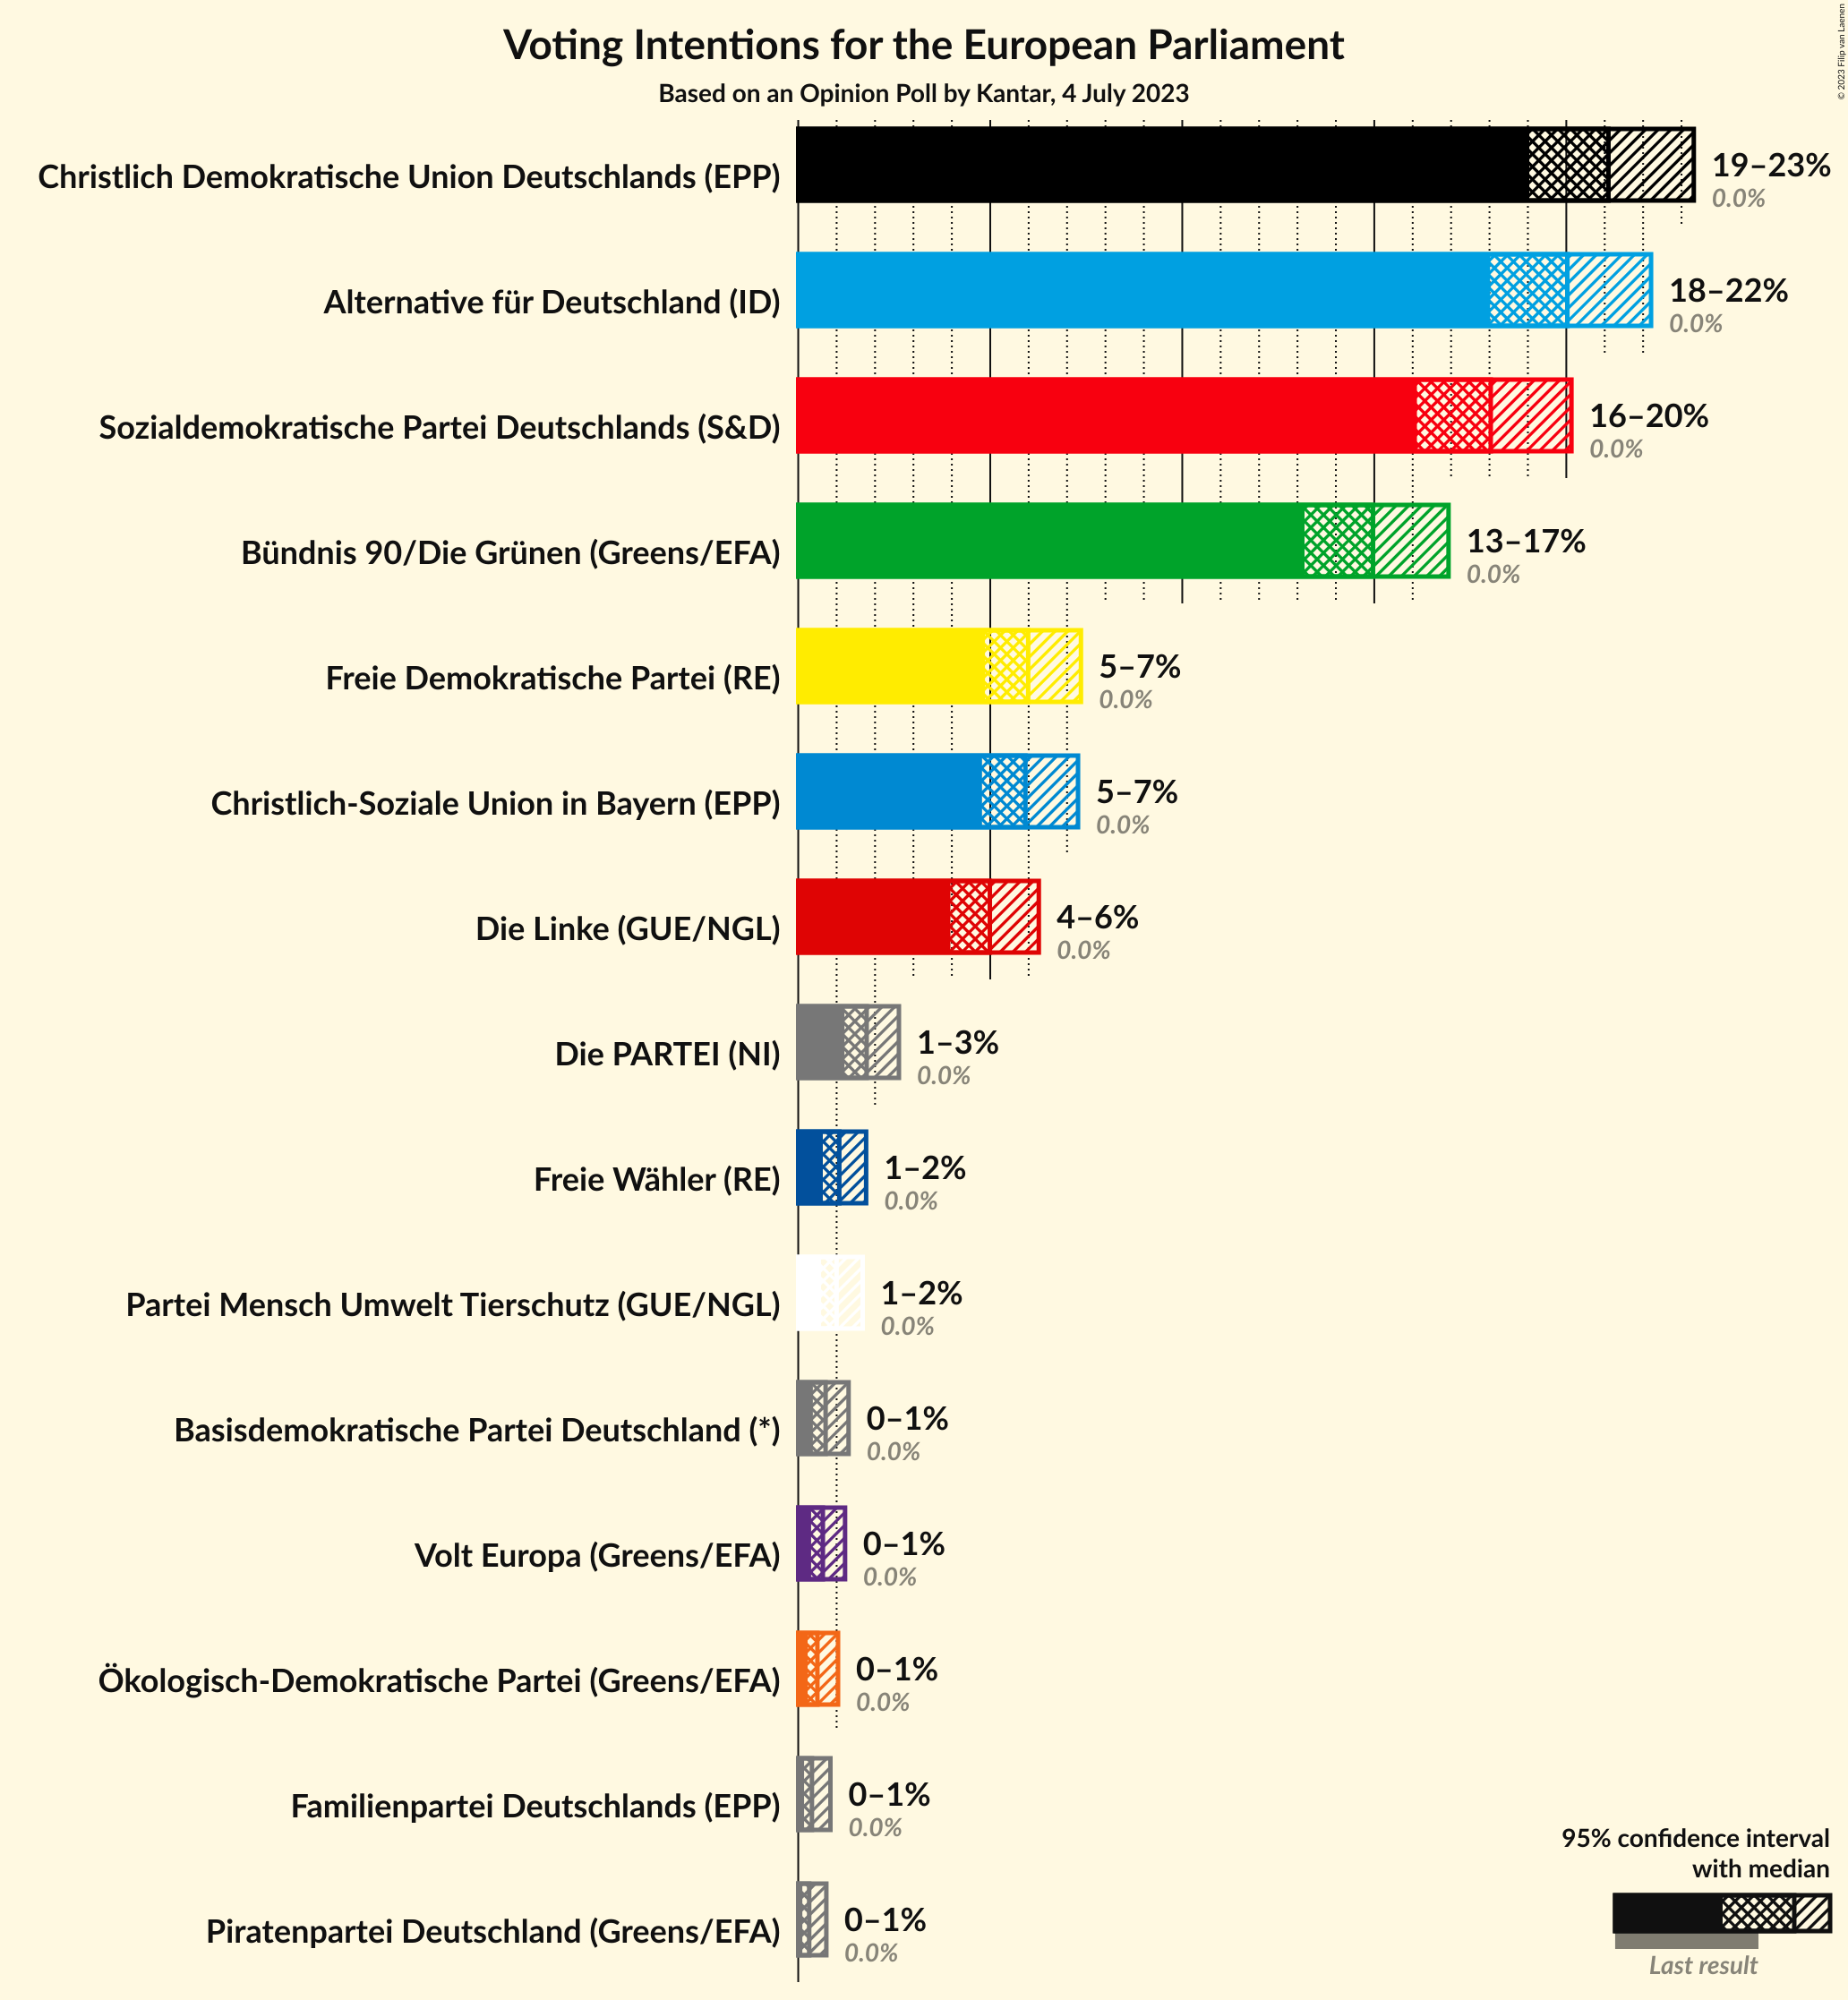 Voting Intentions for the European Parliament
Based on an Opinion Poll by Kantar, 4 July 2023
© 2023 Filip van Laenen
Christlich Demokratische Union Deutschlands (EPP)
19–23%
0.0%
Alternative für Deutschland (ID)
18–22%
0.0%
Sozialdemokratische Partei Deutschlands (S&D)
16–20%
0.0%
Bündnis 90/Die Grünen (Greens/EFA)
13–17%
0.0%
Freie Demokratische Partei (RE)
5–7%
0.0%
Christlich-Soziale Union in Bayern (EPP)
5–7%
0.0%
Die Linke (GUE/NGL)
4–6%
0.0%
Die PARTEI (NI)
1–3%
0.0%
Freie Wähler (RE)
1–2%
0.0%
Partei Mensch Umwelt Tierschutz (GUE/NGL)
1–2%
0.0%
Basisdemokratische Partei Deutschland (*)
0–1%
0.0%
Volt Europa (Greens/EFA)
0–1%
0.0%
Ökologisch-Demokratische Partei (Greens/EFA)
0–1%
0.0%
Familienpartei Deutschlands (EPP)
0–1%
0.0%
Piratenpartei Deutschland (Greens/EFA)
0–1%
0.0%
95% confidence interval
with median
Last result